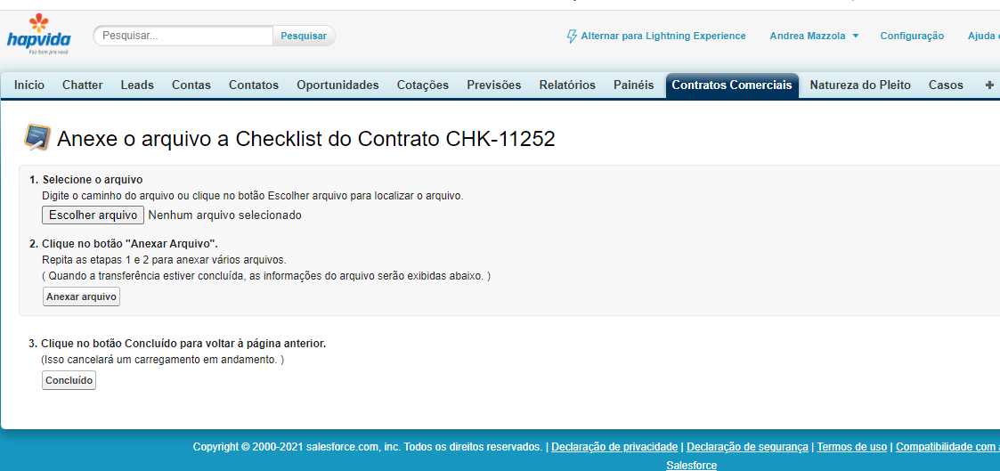 hapvida
Faz bem pra você!
Pesquisar...
Pesquisar
Alternar para Lightning Experience
Andrea Mazzola
Configuração
Ajuda
Início Chatter Leads Contas Contatos Oportunidades Cotações Previsões Relatórios Painéis Contratos Comerciais Natureza do Pleito Casos +
Anexe o arquivo a Checklist do Contrato CHK-11252
1. Selecione o arquivo
Digite o caminho do arquivo ou clique no botão Escolher arquivo para localizar o arquivo.
Escolher arquivo Nenhum arquivo selecionado
2. Clique no botão "Anexar Arquivo".
Repita as etapas 1 e 2 para anexar vários arquivos.
( Quando a transferência estiver concluída, as informações do arquivo serão exibidas abaixo. )
Anexar arquivo
3. Clique no botão Concluído para voltar à página anterior.
(Isso cancelará um carregamento em andamento. )
Concluído
Copyright © 2000-2021 salesforce.com, inc. Todos os direitos reservados. | Declaração de privacidade | Declaração de segurança | Termos de uso | Compatibilidade com
Salesforce